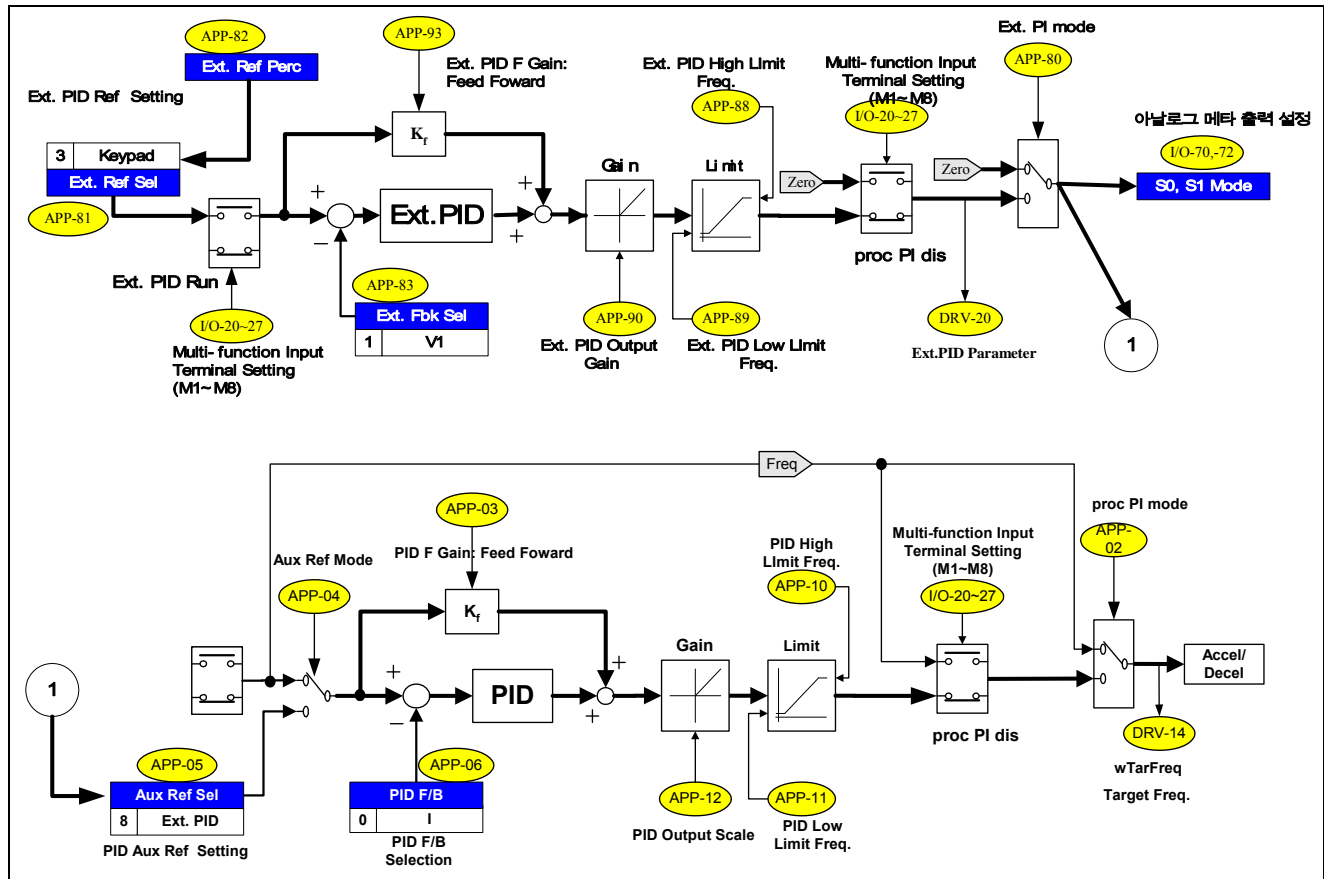 APP-82
Ext. Ref Perc
Ext. PID Ref Setting
3 Keypad
Ext. Ref Sel
APP-81
Ext. PID Run
I/O-20~27
Multi- function Input
Terminal Setting
(M1~M8)
APP-93
Ext. PID F Gain:
Feed Foward
Kf
+
−
Ext.PID
+
+
APP-83
Ext. Fbk Sel
1 V1
Gain
APP-90
Ext. PID Output
Gain
Ext. PID High LImit
Freq.
APP-88
Limit
APP-89
Ext. PID Low LImit
Freq.
Multi- function Input
Terminal Setting
(M1~M8)
I/O-20~27
Zero
proc PI dis
DRV-20
Ext.PID Parameter
Zero
Ext. PI mode
APP-80
아날로그 메타 출력 설정
I/O-70,-72
S0, S1 Mode
1
Freq
1
APP-05
Aux Ref Sel
8 Ext. PID
PID Aux Ref Setting
Aux Ref Mode
APP-04
APP-03
PID F Gain: Feed Foward
Kf
+
−
PID
+
+
APP-06
PID F/B
0 I
PID F/B
Selection
Gain
APP-12
PID Output Scale
PID High
LImit Freq.
APP-10
Limit
APP-11
PID Low
Limit Freq.
Multi-function Input
Terminal Setting
(M1~M8)
I/O-20~27
proc PI dis
proc PI mode
APP-
02
Accel/
Decel
DRV-14
wTarFreq
Target Freq.